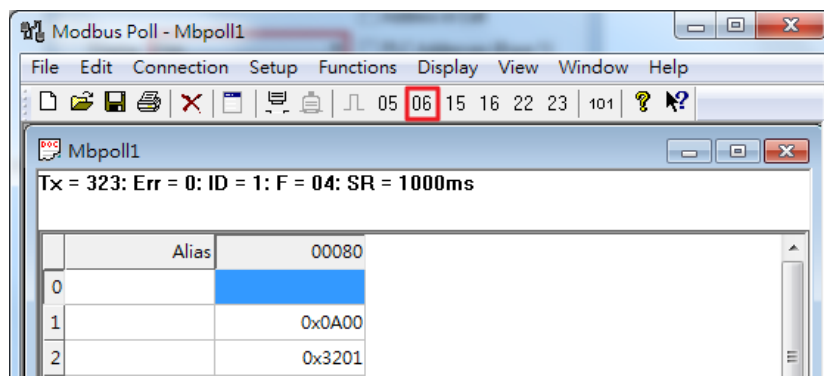 Modbus Poll - Mbpoll1
File Edit Connection Setup Functions Display View Window Help
05 06 15 16 22 23 101
Mbpoll1
Tx = 323: Err = 0: ID = 1: F = 04: SR = 1000ms
Alias 00080
0
1 0x0A00
2 0x3201